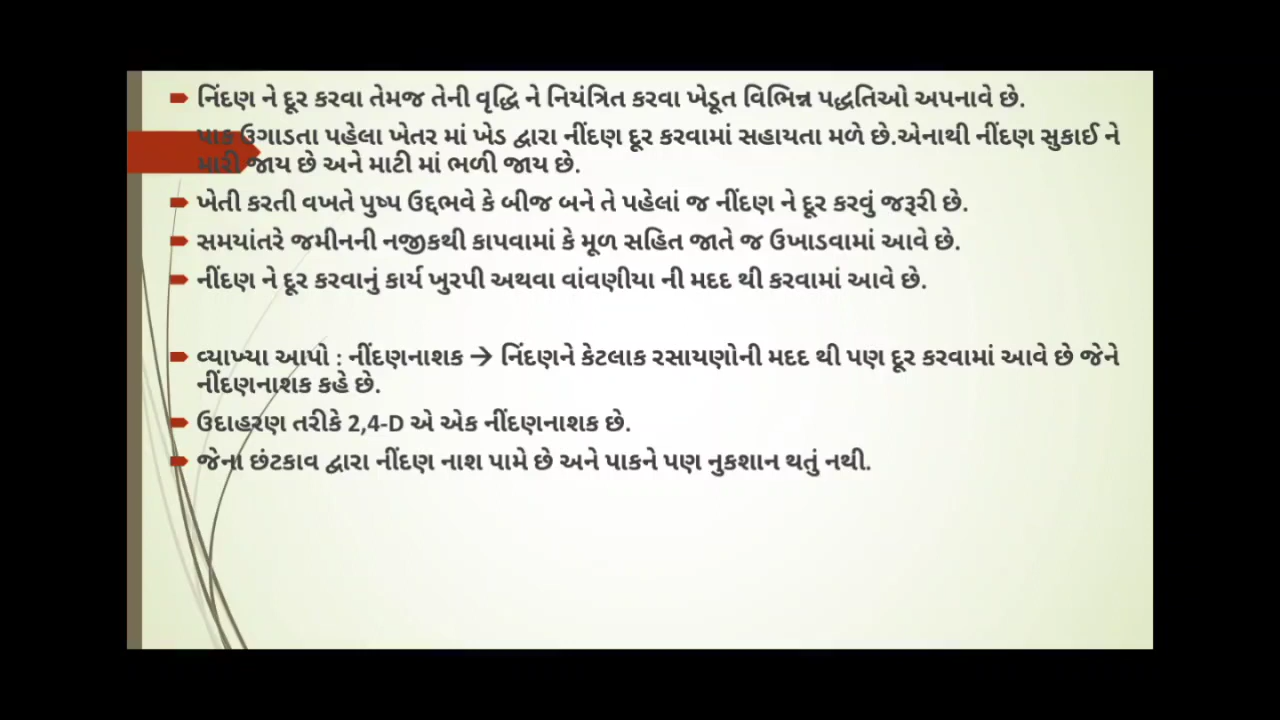 નિંદણ ને દૂર કરવા તેમજ તેની વૃદ્ધિ ને નિયંત્રિત કરવા ખેડૂત વિભિન્ન પદ્ધતિઓ અપનાવે છે.
પાક ઉગાડતા પહેલા ખેતર માં ખેડ દ્વારા નીંદણ દૂર કરવામાં સહાયતા મળે છે.એનાથી નીંદણ સુકાઈ ને
મારી જાય છે અને માટી માં ભળી જાય છે.
ખેતી કરતી વખતે પુષ્પ ઉદ્દભવે કે બીજ બને તે પહેલાં જ નીંદણ ને દૂર કરવું જરૂરી છે.
સમયાંતરે જમીનની નજીકથી કાપવામાં કે મૂળ સહિત જાતે જ ઉખાડવામાં આવે છે.
નીંદણ ને દૂર કરવાનું કાર્ય ખુરપી અથવા વાંવણીયા ની મદદ થી કરવામાં આવે છે.
વ્યાખ્યા આપો : નીંદણનાશક → નિંદણને કેટલાક રસાયણોની મદદ થી પણ દૂર કરવામાં આવે છે જેને
નીંદણનાશક કહે છે.
ઉદાહરણ તરીકે 2,4-D એ એક નીંદણનાશક છે.
જેના છંટકાવ દ્વારા નીંદણ નાશ પામે છે અને પાકને પણ નુકશાન થતું નથી.